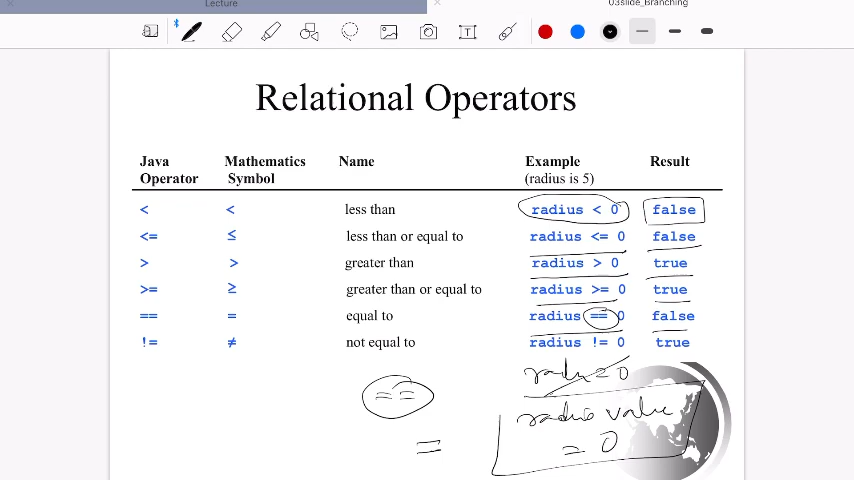 Lecture
03slide_Branching
T
Relational Operators
Java Operator Mathematics Symbol Name Example (radius is 5) Result
< < less than radius < 0 false
<= ≤ less than or equal to radius <= 0 false
> > greater than radius > 0 true
>= ≥ greater than or equal to radius >= 0 true
== = equal to radius == 0 false
!= ≠ not equal to radius != 0 true
= 0
==
radius value
= = 0